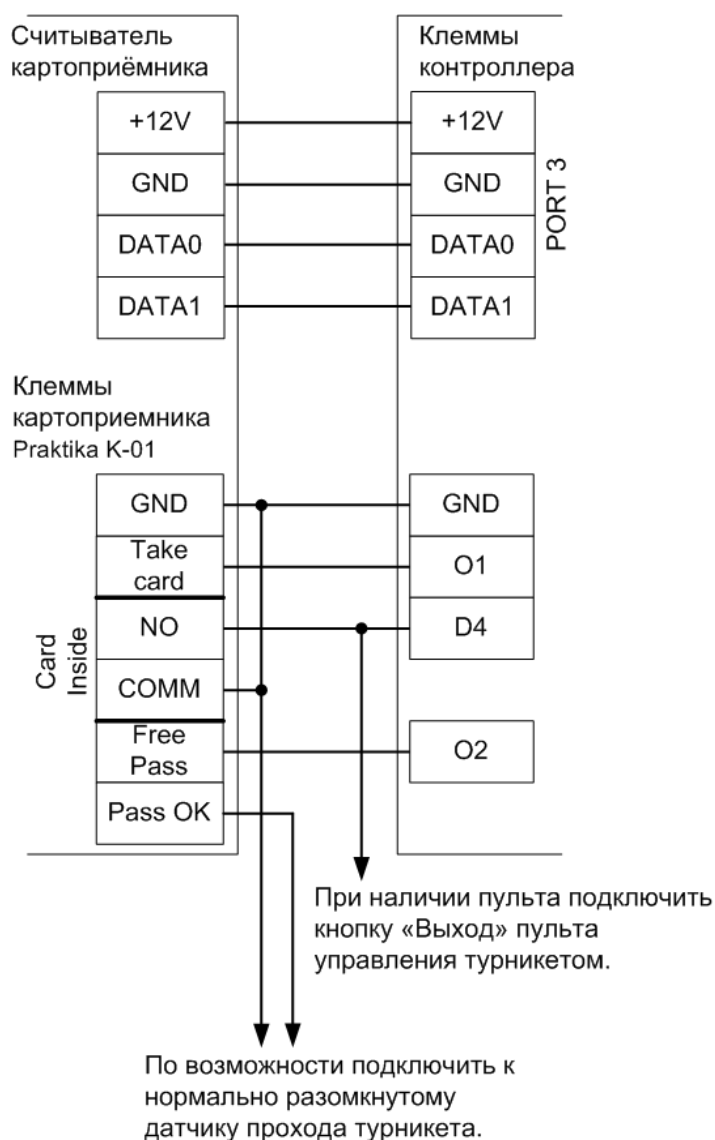 Считыватель
картоприёмника
Клеммы
контроллера
+12V
+12V
GND
GND
DATA0
DATA0
DATA1
DATA1
PORT 3
Клеммы
картоприемника
Praktika K-01
GND
GND
Take
card
O1
Card
Inside
NO
D4
COMM
Free
Pass
O2
Pass OK
При наличии пульта подключить
кнопку «Выход» пульта
управления турникетом.
По возможности подключить к
нормально разомкнутому
датчику прохода турникета.